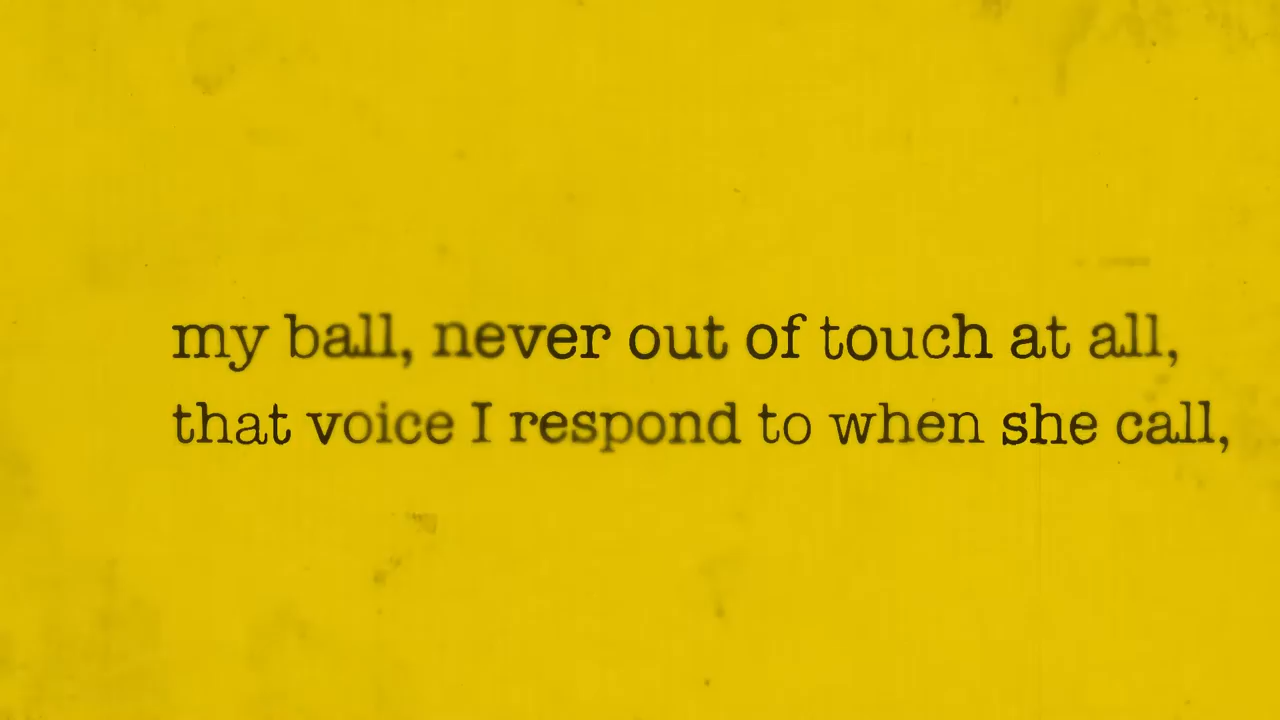 my ball, never out of touch at all,
that voice I respond to when she call,